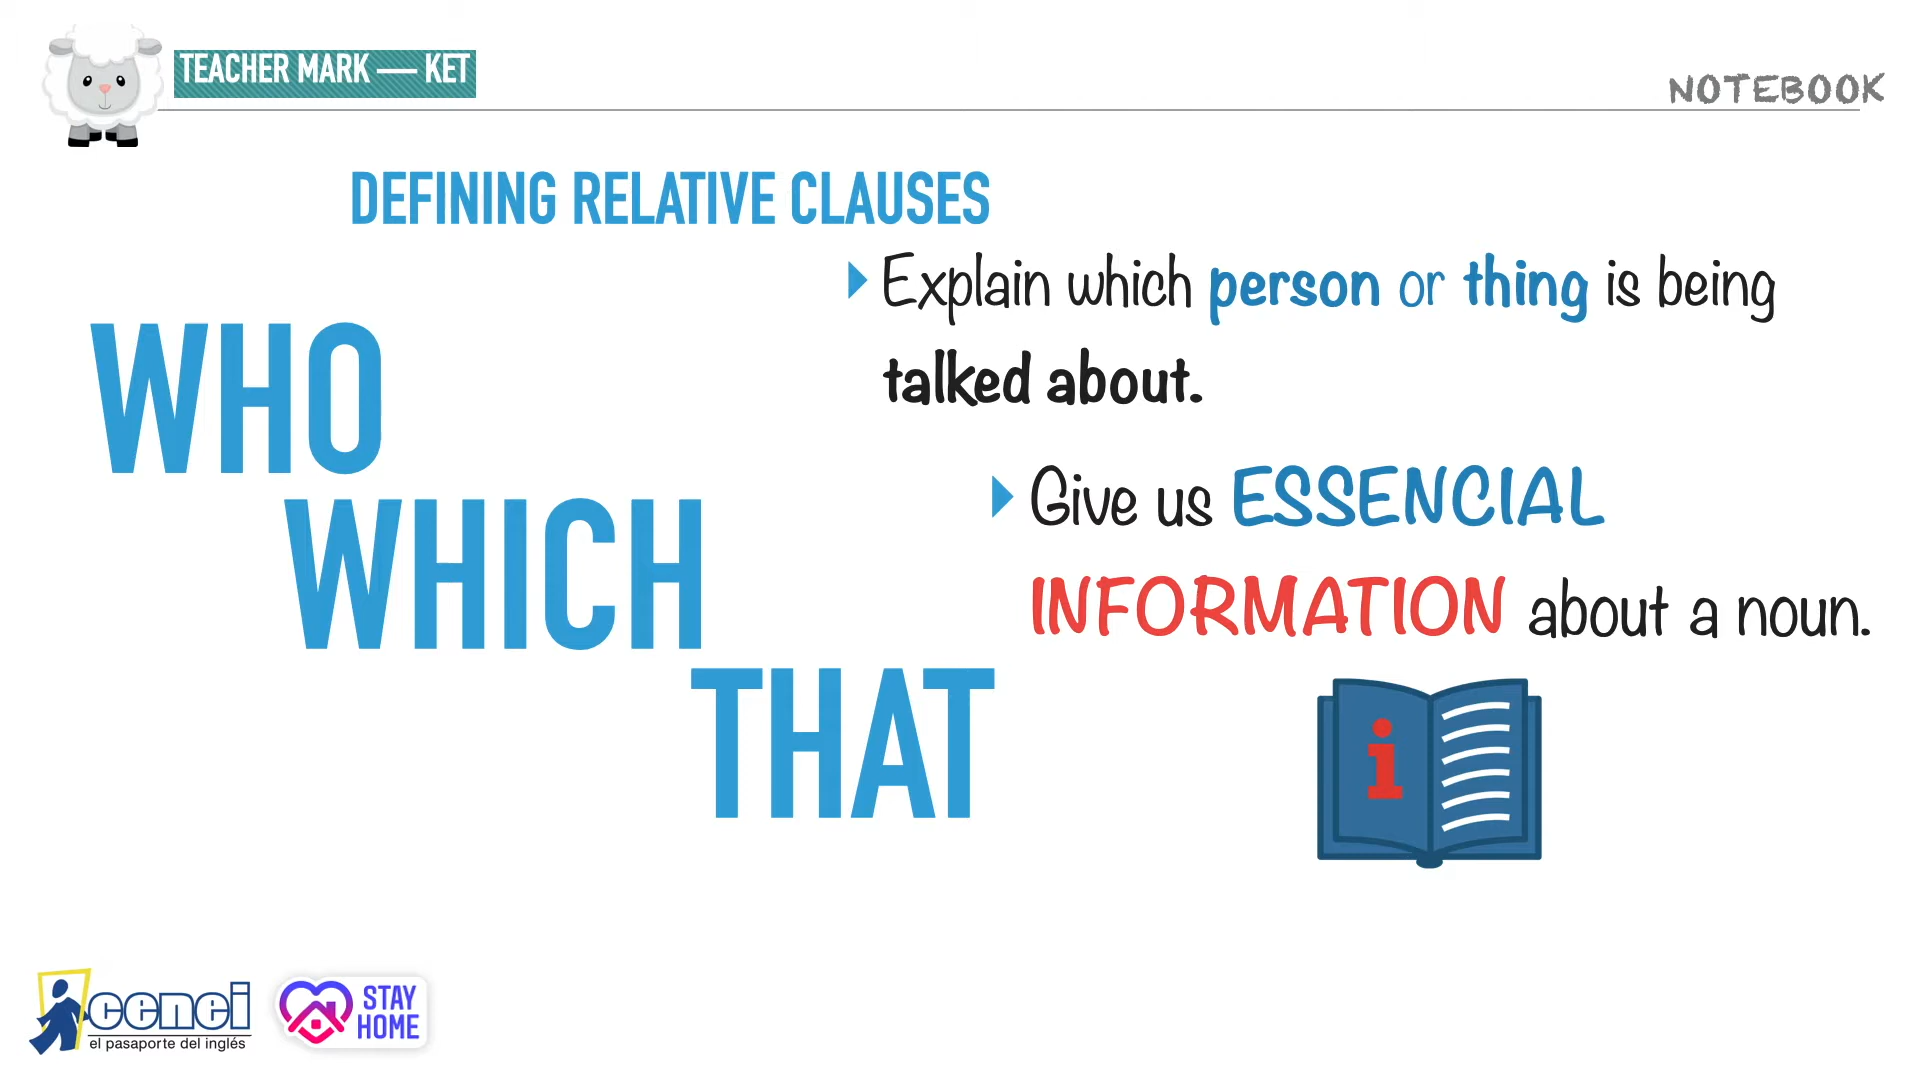 TEACHER MARK — KET
NOTEBOOK
DEFINING RELATIVE CLAUSES
Explain which person or thing is being
talked about.
WHO
Give us ESSENCIAL
WHICH
INFORMATION about a noun.
THAT
i
cenci
el pasaporte del inglés
STAY
HOME